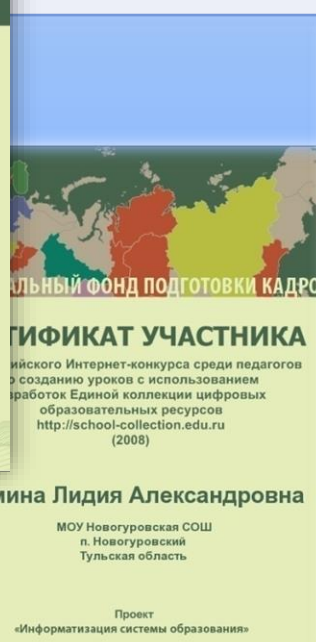 АЛЬНЫЙ ФОНД ПОДГОТОВКИ КАДРО
ТИФИКАТ УЧАСТНИКА
ийского Интернет-конкурса среди педагогов
о созданию уроков с использованием
зработок Единой коллекции цифровых
образовательных ресурсов
http://school-collection.edu.ru
(2008)
мина Лидия Александровна
МОУ Новогуровская СОШ
п. Новогуровский
Тульская область
Проект
«Информатизация системы образования»